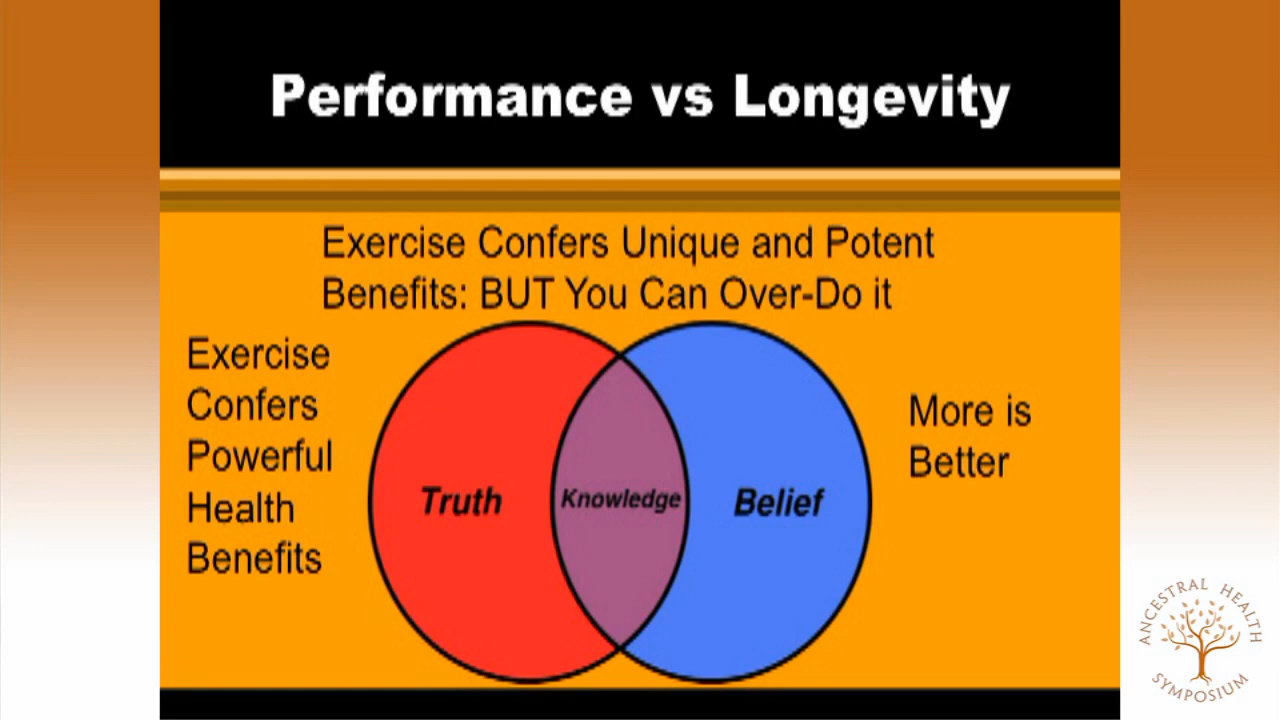 Performance vs Longevity
Exercise Confers Unique and Potent
Benefits: BUT You Can Over-Do it
Exercise
Confers
Powerful
Health
Benefits
Truth
Knowledge
Belief
More is
Better
ANCESTRAL HEALTH
SYMPOSIUM